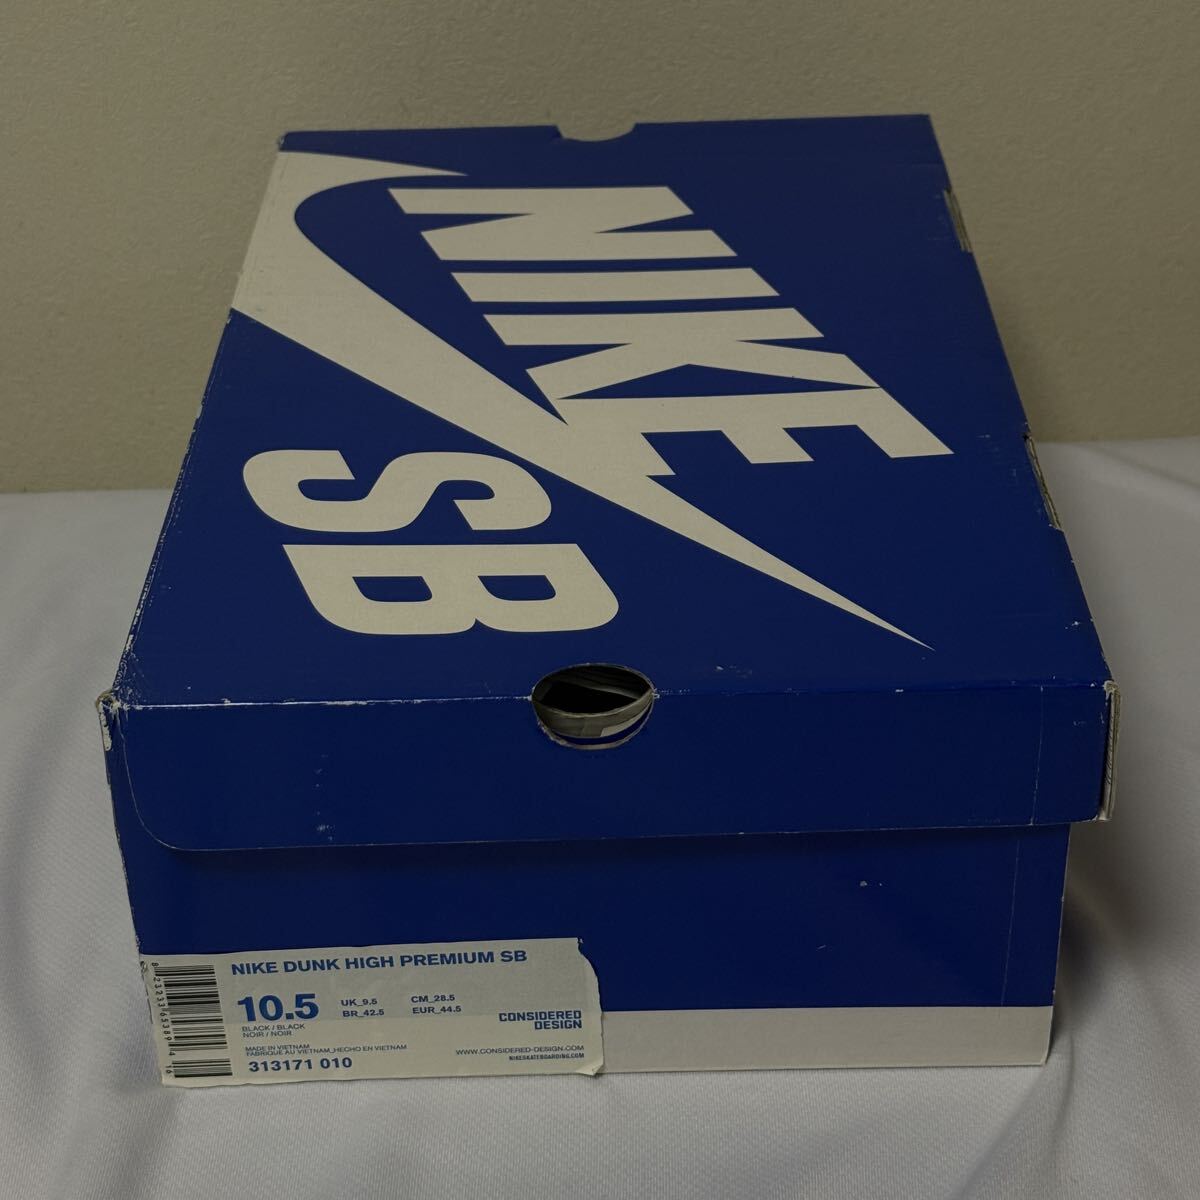 NIKE
SB
NIKE DUNK HIGH PREMIUM SB
10.5
UK_9.5 CM_28.5
BR_42.5 EUR_44.5
BLACK / BLACK
NOIR / NOIR
CONSIDERED
DESIGN
MADE IN VIETNAM
FABRIQUE AU VIETNAM_HECHO EN VIETNAM
313171 010
WWW.CONSIDERED-DESIGN.COM
NIKESKATEBOARDING.COM